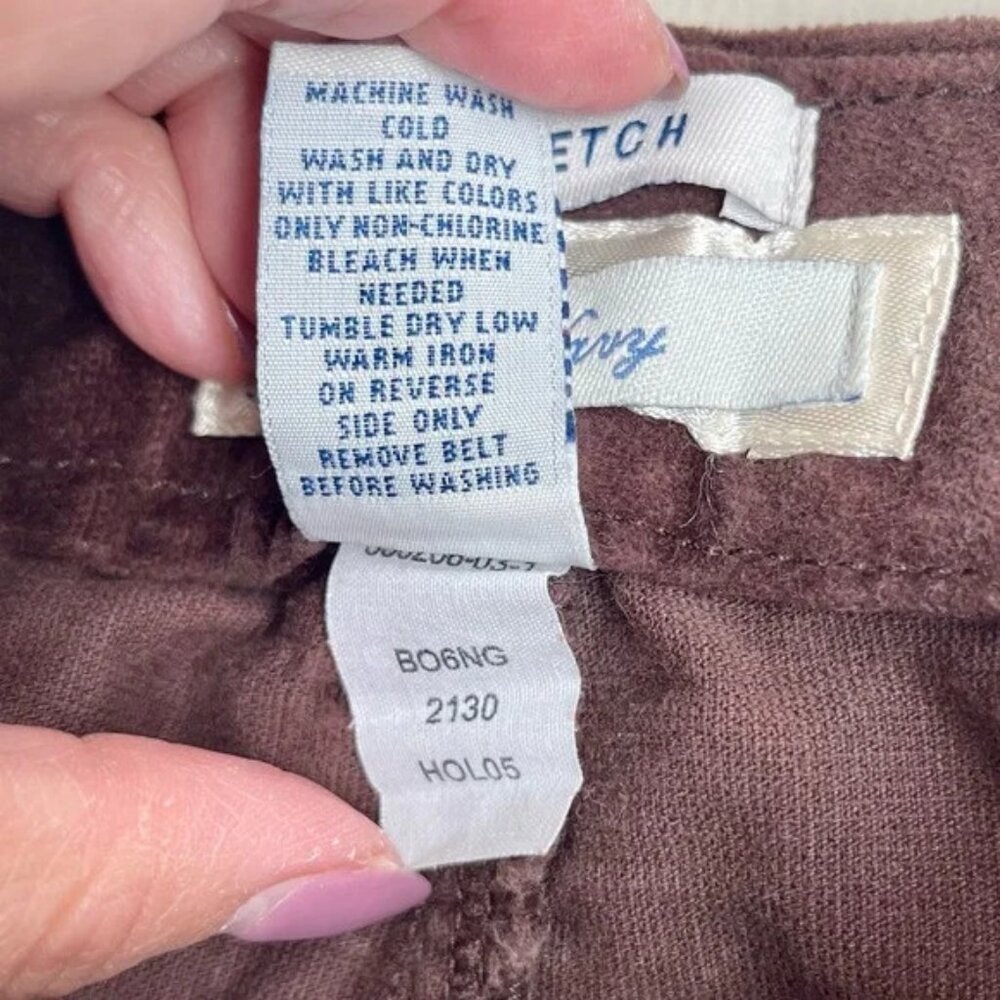 MACHINE WASH
COLD
WASH AND DRY
WITH LIKE COLORS
ONLY NON-CHLORINE
BLEACH WHEN
NEEDED
TUMBLE DRY LOW
WARM IRON
ON REVERSE
SIDE ONLY
REMOVE BELT
BEFORE WASHING
ETCH
BO6NG
2130
HOL05